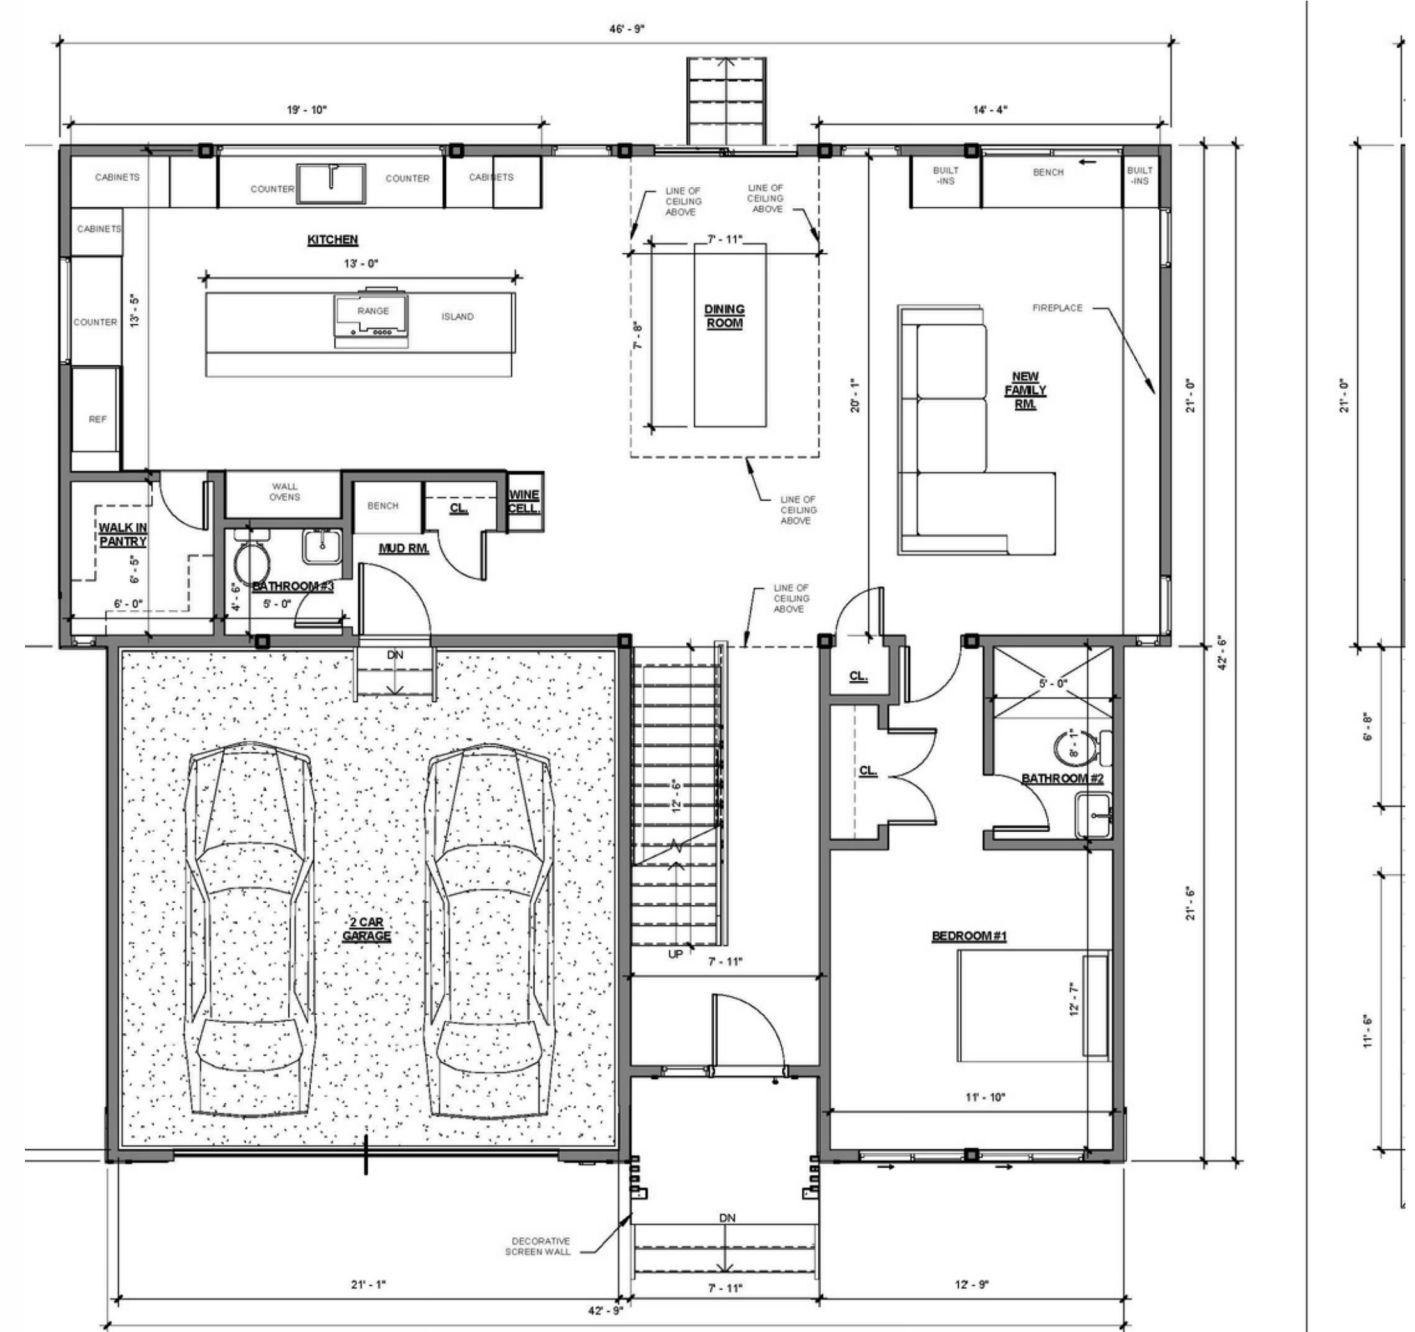 46' - 9"
19' - 10"
14' - 4"
CABINETS
COUNTER
COUNTER
CABINETS
LINE OF
CEILING
ABOVE
LINE OF
CEILING
ABOVE
BUILT
-INS
BENCH
BUILT
-INS
CABINETS
KITCHEN
7' - 11"
13' - 0"
COUNTER
13' - 5"
RANGE
ISLAND
DINING
ROOM
7' - 8"
FIREPLACE
NEW
FAMILY
RM.
20' - 1"
21' - 0"
21' - 0"
REF
WALL
OVENS
BENCH
CL.
WINE
CELL.
LINE OF
CEILING
ABOVE
WALK IN
PANTRY
6' - 5"
MUD RM.
BATHROOM #3
4' - 6"
6' - 0"
5' - 0"
LINE OF
CEILING
ABOVE
42' - 6"
DN
CL.
5' - 0"
6' - 8"
8' - 1"
CL.
BATHROOM #2
12' - 6"
2 CAR
GARAGE
21' - 6"
BEDROOM #1
UP
7' - 11"
12' - 7"
11' - 6"
11' - 10"
DN
DECORATIVE
SCREEN WALL
21' - 1"
7' - 11"
12' - 9"
42' - 9"